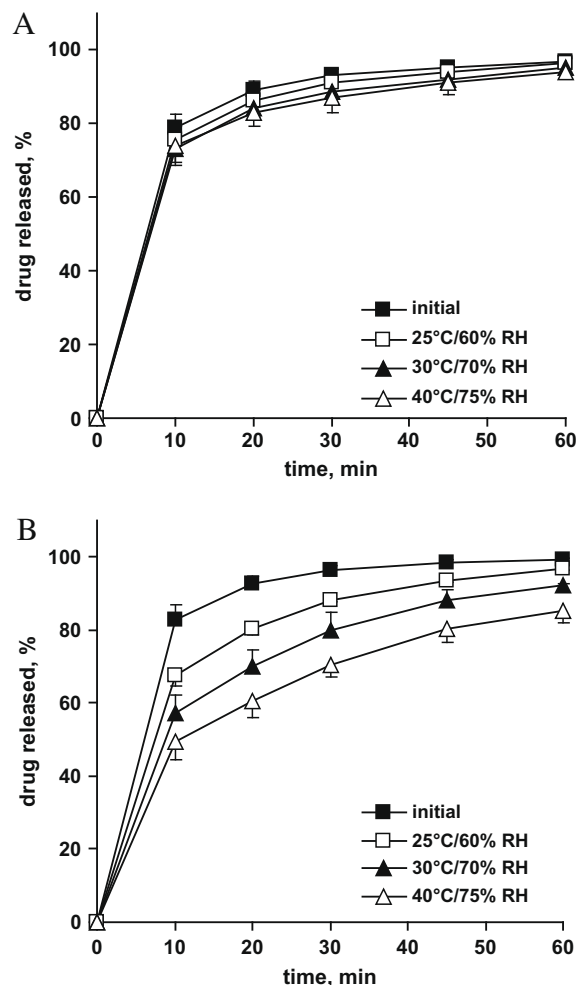 A
100
80
60
40
20
0
drug released, %
initial
25°C/60% RH
30°C/70% RH
40°C/75% RH
0 10 20 30 40 50 60
time, min
B
100
80
60
40
20
0
drug released, %
initial
25°C/60% RH
30°C/70% RH
40°C/75% RH
0 10 20 30 40 50 60
time, min